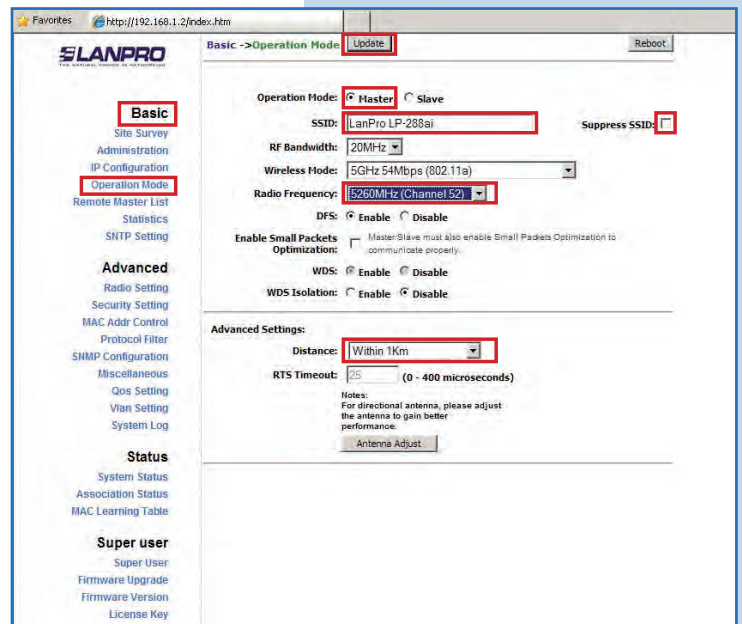 Favorites http://192.168.1.2/index.htm
LANPRO
THE NATURAL CHOICE IN NETWORKING
Basic ->Operation Mode Update Reboot
Basic
Site Survey
Administration
IP Configuration
Operation Mode
Remote Master List
Statistics
SNTP Setting
Advanced
Radio Setting
Security Setting
MAC Addr Control
Protocol Filter
SNMP Configuration
Miscellaneous
Qos Setting
Vlan Setting
System Log
Status
System Status
Association Status
MAC Learning Table
Super user
Super User
Firmware Upgrade
Firmware Version
License Key
Operation Mode: Master Slave
SSID: LanPro LP-288ai Suppress SSID:
RF Bandwidth: 20MHz
Wireless Mode: 5GHz 54Mbps (802.11a)
Radio Frequency: 5260MHz (Channel 52)
DFS: Enable Disable
Enable Small Packets Master/Slave must also enable Small Packets Optimization to
Optimization: communicate properly.
WDS: Enable Disable
WDS Isolation: Enable Disable
Advanced Settings:
Distance: Within 1Km
RTS Timeout: 25 (0 - 400 microseconds)
Notes:
For directional antenna, please adjust
the antenna to gain better
performance.
Antenna Adjust